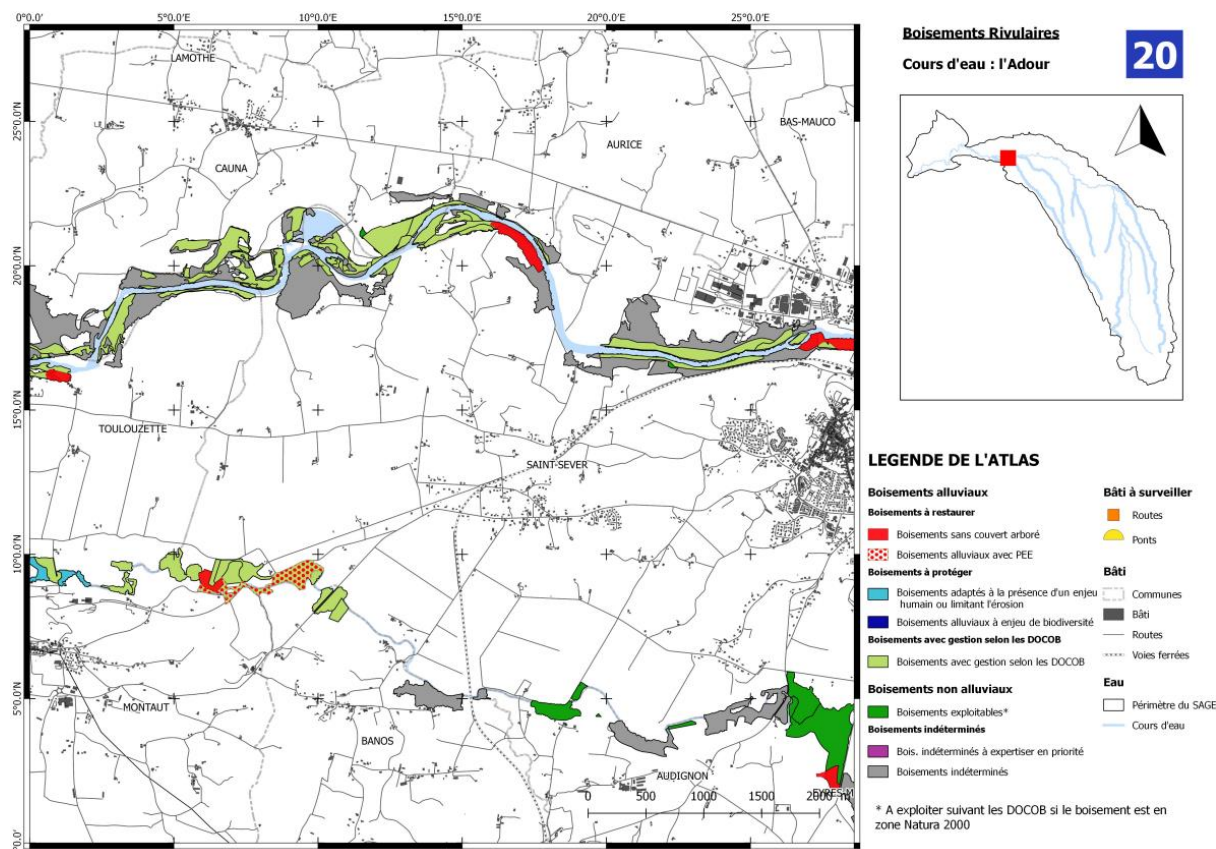 0°0.0'E 5°0.0'E 10°0.0'E 15°0.0'E 20°0.0'E 25°0.0'E
25°0.0'N
20°0.0'N
15°0.0'N
10°0.0'N
5°0.0'N
LAMOTHE
BAS-MAUCO
AURICE
CAUNA
TOULOUZETTE
SAINT-SEVER
MONTAUT
BANOS
AUDIGNON
EYRES-M
0 500 1000 1500 2000 m
Boisements Rivulaires
Cours d'eau : l'Adour
20
LEGENDE DE L'ATLAS
Boisements alluviaux
Boisements à restaurer
Boisements sans couvert arboré
Boisements alluviaux avec PEE
Boisements à protéger
Boisements adaptés à la présence d'un enjeu
humain ou limitant l'érosion
Boisements alluviaux à enjeu de biodiversité
Boisements avec gestion selon les DOCOB
Boisements avec gestion selon les DOCOB
Boisements non alluviaux
Boisements exploitables*
Boisements indéterminés
Bois. indéterminés à expertiser en priorité
Boisements indéterminés
Bâti à surveiller
Routes
Ponts
Bâti
Communes
Bâti
Routes
Voies ferrées
Eau
Périmètre du SAGE
Cours d'eau
* A exploiter suivant les DOCOB si le boisement est en
zone Natura 2000